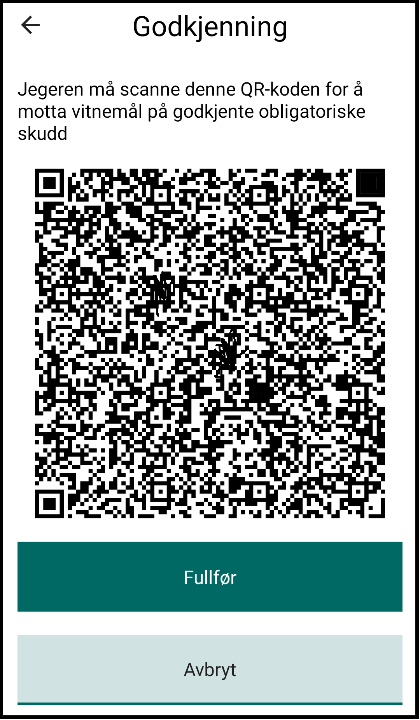 Godkjenning
Jegeren må scanne denne QR-koden for å
motta vitnemål på godkjente obligatoriske
skudd
Fullfør
Avbryt